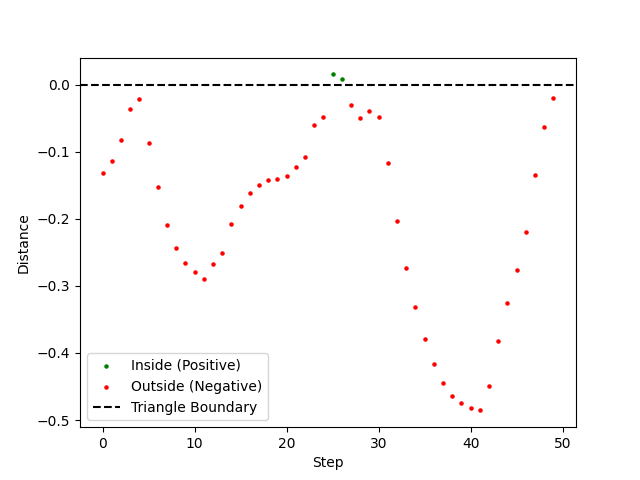 0.0
−0.1
−0.2
−0.3
−0.4
−0.5
Distance
Inside (Positive)
Outside (Negative)
Triangle Boundary
0 10 20 30 40 50
Step